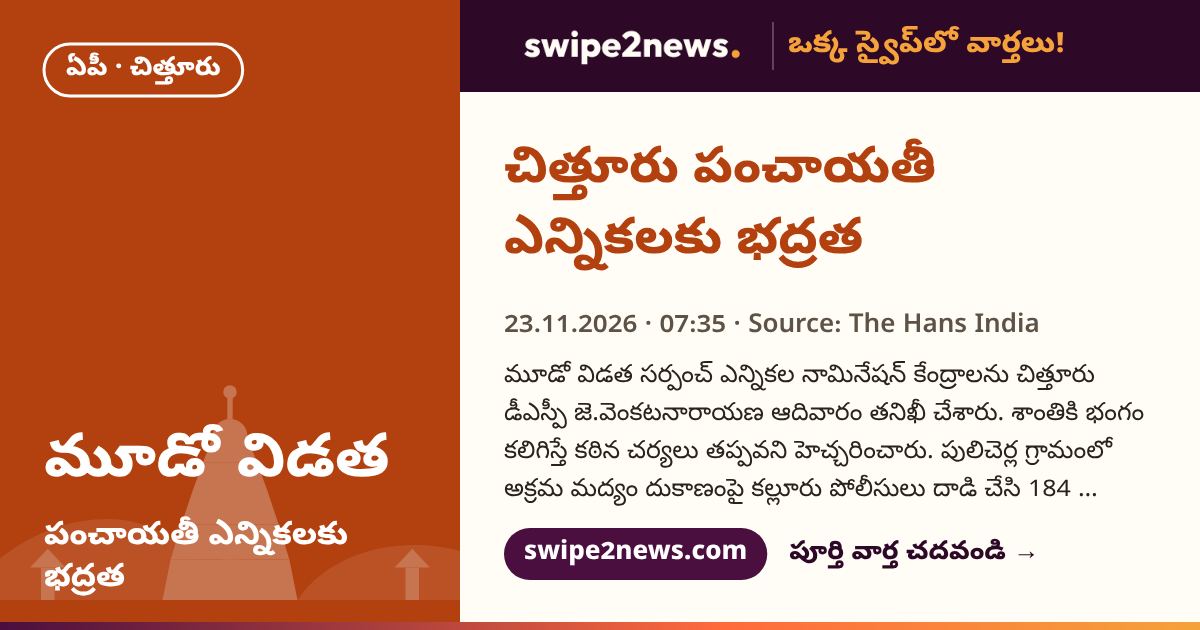 ఏపీ · చిత్తూరు
మూడో విడత
పంచాయతీ ఎన్నికలకు
భద్రత
swipe2news.
ఒక్క స్వైప్‌లో వార్తలు!
చిత్తూరు పంచాయతీ
ఎన్నికలకు భద్రత
23.11.2026 · 07:35 · Source: The Hans India
మూడో విడత సర్పంచ్ ఎన్నికల నామినేషన్ కేంద్రాలను చిత్తూరు
డీఎస్పీ జె.వెంకటనారాయణ ఆదివారం తనిఖీ చేశారు. శాంతికి భంగం
కలిగిస్తే కఠిన చర్యలు తప్పవని హెచ్చరించారు. పులిచెర్ల గ్రామంలో
అక్రమ మద్యం దుకాణంపై కల్లూరు పోలీసులు దాడి చేసి 184 ...
swipe2news.com
పూర్తి వార్త చదవండి →